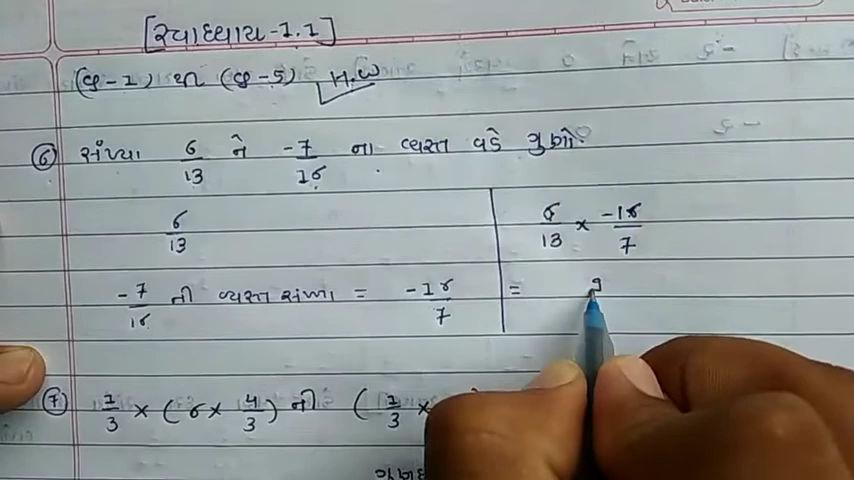 [સ્વાધ્યાય-1.1]
(પ્ર-1) થી (પ્ર-5) H.W
⑥ સંખ્યા 6/13 ને -7/16 ના વ્યસ્ત વડે ગુણો.
6/13
6/13 × -16/7
-7/16 ની વ્યસ્ત સંખ્યા = -16/7
= 9
⑦ 1/3 × (6 × 4/3) ની (1/3 ×